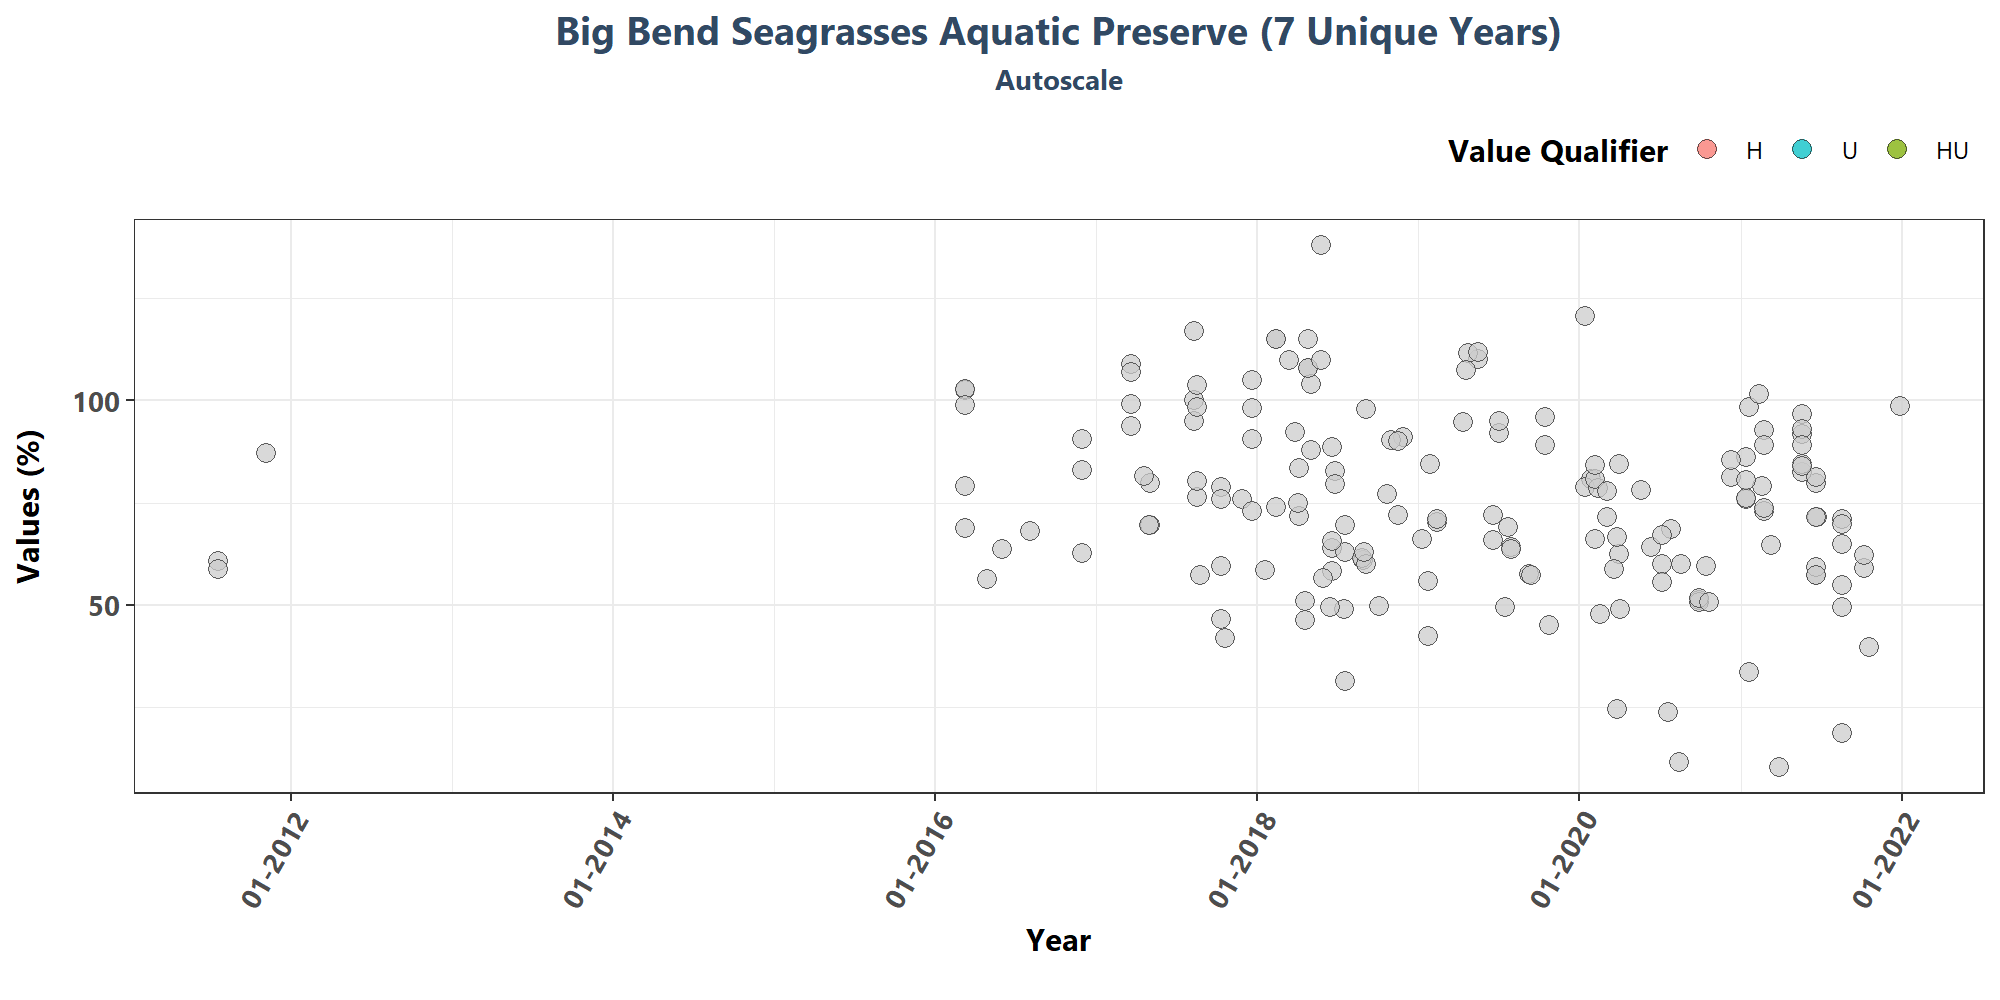 Big Bend Seagrasses Aquatic Preserve (7 Unique Years)
Autoscale
Value Qualifier H U HU
Values (%)
100
50
01-2012 01-2014 01-2016 01-2018 01-2020 01-2022
Year